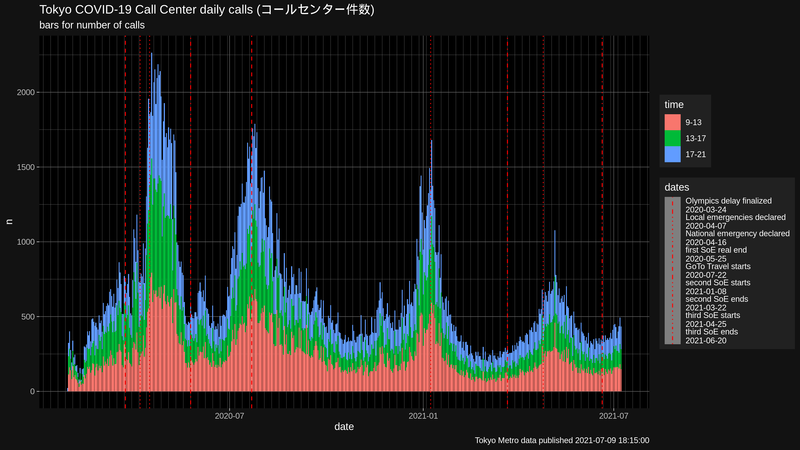 Tokyo COVID-19 Call Center daily calls (コールセンター件数)
bars for number of calls
n
2000
1500
1000
500
0
2020-07
2021-01
2021-07
date
time
9-13
13-17
17-21
dates
Olympics delay finalized
2020-03-24
Local emergencies declared
2020-04-07
National emergency declared
2020-04-16
first SoE real end
2020-05-25
GoTo Travel starts
2020-07-22
second SoE starts
2021-01-08
second SoE ends
2021-03-22
third SoE starts
2021-04-25
third SoE ends
2021-06-20
Tokyo Metro data published 2021-07-09 18:15:00